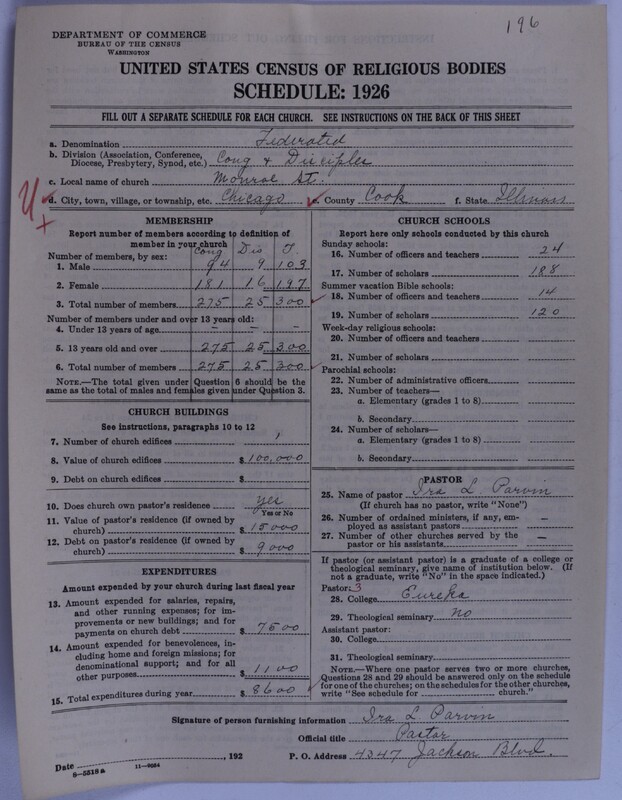 196
DEPARTMENT OF COMMERCE
BUREAU OF THE CENSUS
WASHINGTON
UNITED STATES CENSUS OF RELIGIOUS BODIES
SCHEDULE: 1926
FILL OUT A SEPARATE SCHEDULE FOR EACH CHURCH. SEE INSTRUCTIONS ON THE BACK OF THIS SHEET
a. Denomination Federated
b. Division (Association, Conference, Diocese, Presbytery, Synod, etc.) Cong & Disciples
c. Local name of church Monroe St.
d. City, town, village, or township, etc. Chicago e. County Cook f. State Illinois
MEMBERSHIP
Report number of members according to definition of
member in your church
Number of members, by sex: Cong Dis T.
1. Male 94 9 103
2. Female 181 16 197
3. Total number of members 275 25 300
Number of members under and over 13 years old:
4. Under 13 years of age - - -
5. 13 years old and over 275 25 300
6. Total number of members 275 25 300
NOTE.—The total given under Question 6 should be the
same as the total of males and females given under Question 3.
CHURCH BUILDINGS
See instructions, paragraphs 10 to 12
7. Number of church edifices 1
8. Value of church edifices $100,000
9. Debt on church edifices $
10. Does church own pastor's residence yes
Yes or No
11. Value of pastor's residence (if owned by
church) $15000
12. Debt on pastor's residence (if owned by
church) $9000
EXPENDITURES
Amount expended by your church during last fiscal year
13. Amount expended for salaries, repairs,
and other running expenses; for im-
provements or new buildings; and for
payments on church debt $7500
14. Amount expended for benevolences, in-
cluding home and foreign missions; for
denominational support; and for all
other purposes $1100
15. Total expenditures during year $8600
CHURCH SCHOOLS
Report here only schools conducted by this church
Sunday schools:
16. Number of officers and teachers 24
17. Number of scholars 188
Summer vacation Bible schools:
18. Number of officers and teachers 14
19. Number of scholars 120
Week-day religious schools:
20. Number of officers and teachers
21. Number of scholars
Parochial schools:
22. Number of administrative officers
23. Number of teachers—
a. Elementary (grades 1 to 8)
b. Secondary
24. Number of scholars—
a. Elementary (grades 1 to 8)
b. Secondary
PASTOR
25. Name of pastor Ira L Parvin
(If church has no pastor, write "None")
26. Number of ordained ministers, if any, em-
ployed as assistant pastors —
27. Number of other churches served by the
pastor or his assistants —
If pastor (or assistant pastor) is a graduate of a college or
theological seminary, give name of institution below. (If
not a graduate, write "No" in the space indicated.)
Pastor: 3
28. College Eureka
29. Theological seminary No
Assistant pastor:
30. College
31. Theological seminary
NOTE.—Where one pastor serves two or more churches,
Questions 28 and 29 should be answered only on the schedule
for one of the churches; on the schedules for the other churches,
write "See schedule for church."
Signature of person furnishing information Ira L Parvin
Official title Pastor
Date , 192 P. O. Address 4347 Jackson Blvd.
8—5518a 11—9654